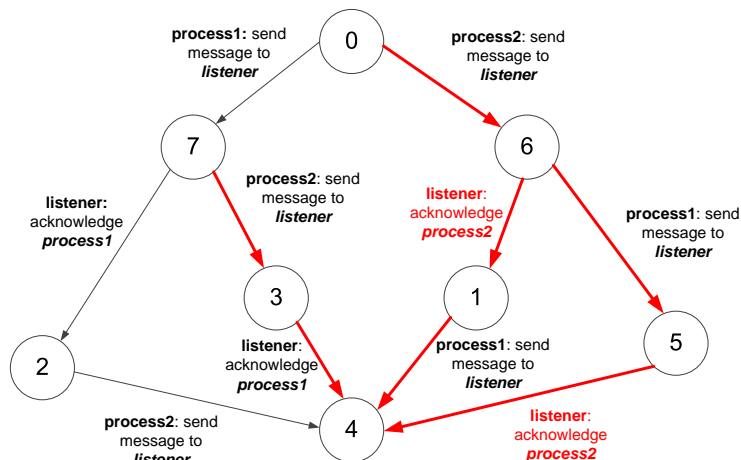 process1: send
message to
listener
0
process2: send
message to
listener
7
6
process2: send
message to
listener
listener:
acknowledge
process2
listener:
acknowledge
process1
process1: send
message to
listener
3
1
2
5
listener:
acknowledge
process1
process1: send
message to
listener
4
process2: send
message to
listener
listener:
acknowledge
process2